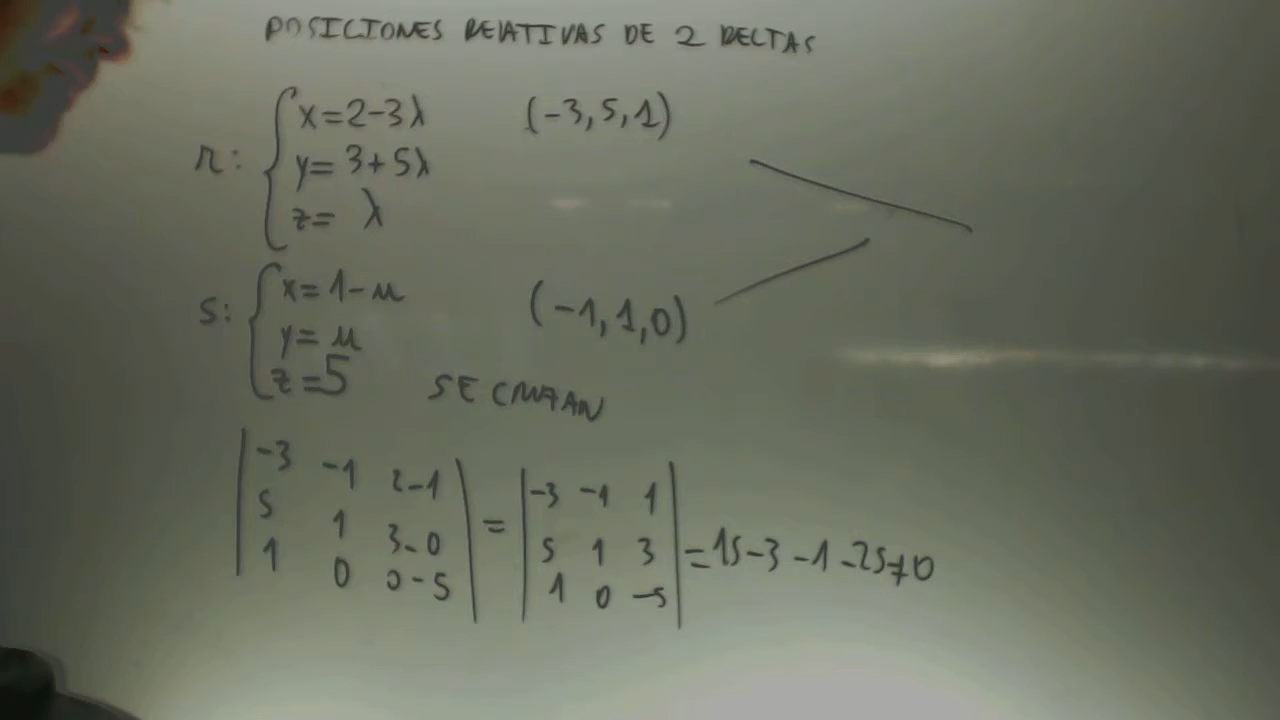 POSICIONES RELATIVAS DE 2 RECTAS
r: { x=2-3λ (-3,5,1)
y=3+5λ
z= λ
s: { x=1-μ (-1,1,0)
y=μ
z=5 SE CRUZAN
| -3 -1 2-1 | = | -3 -1 1 | =15-3-1-25≠0
| 5 1 3-0 | | 5 1 3 |
| 1 0 0-5 | | 1 0 -5 |